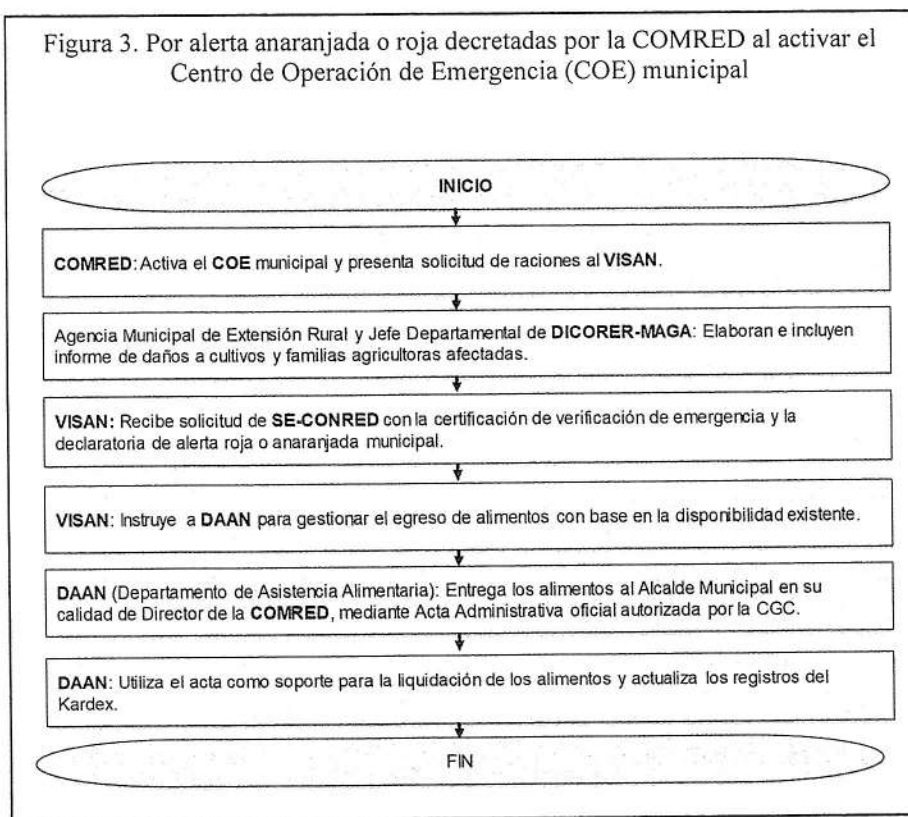 Figura 3. Por alerta anaranjada o roja decretadas por la COMRED al activar el
Centro de Operación de Emergencia (COE) municipal
INICIO
COMRED: Activa el COE municipal y presenta solicitud de raciones al VISAN.
Agencia Municipal de Extensión Rural y Jefe Departamental de DICORER-MAGA: Elaboran e incluyen
informe de daños a cultivos y familias agricultoras afectadas.
VISAN: Recibe solicitud de SE-CONRED con la certificación de verificación de emergencia y la
declaratoria de alerta roja o anaranjada municipal.
VISAN: Instruye a DAAN para gestionar el egreso de alimentos con base en la disponibilidad existente.
DAAN (Departamento de Asistencia Alimentaria): Entrega los alimentos al Alcalde Municipal en su
calidad de Director de la COMRED, mediante Acta Administrativa oficial autorizada por la CGC.
DAAN: Utiliza el acta como soporte para la liquidación de los alimentos y actualiza los registros del
Kardex.
FIN